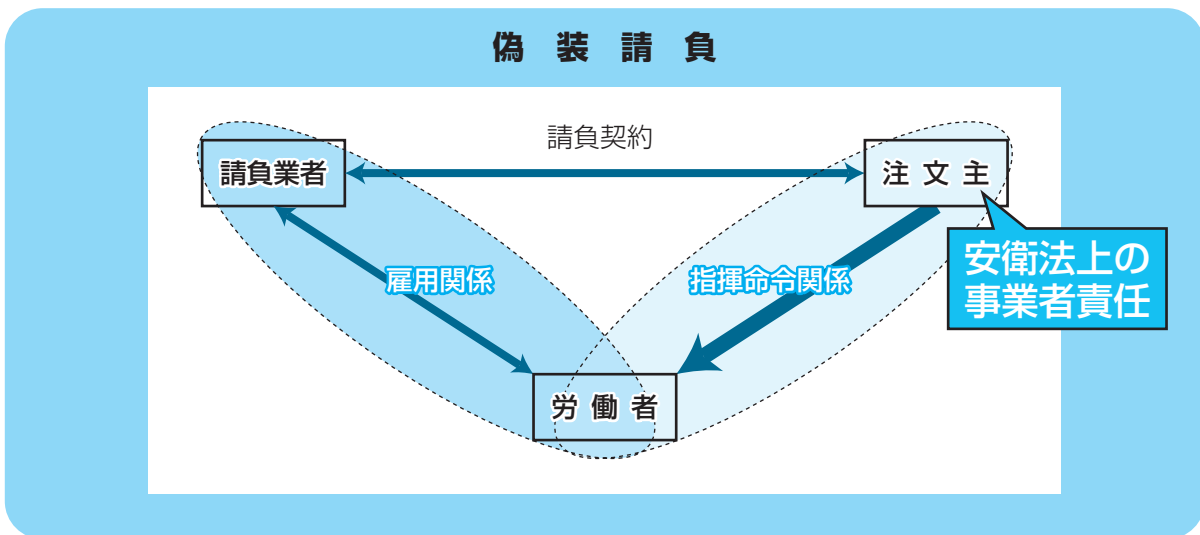 偽装請負
請負契約
請負業者
注文主
安衛法上の
事業者責任
雇用関係
指揮命令関係
労働者